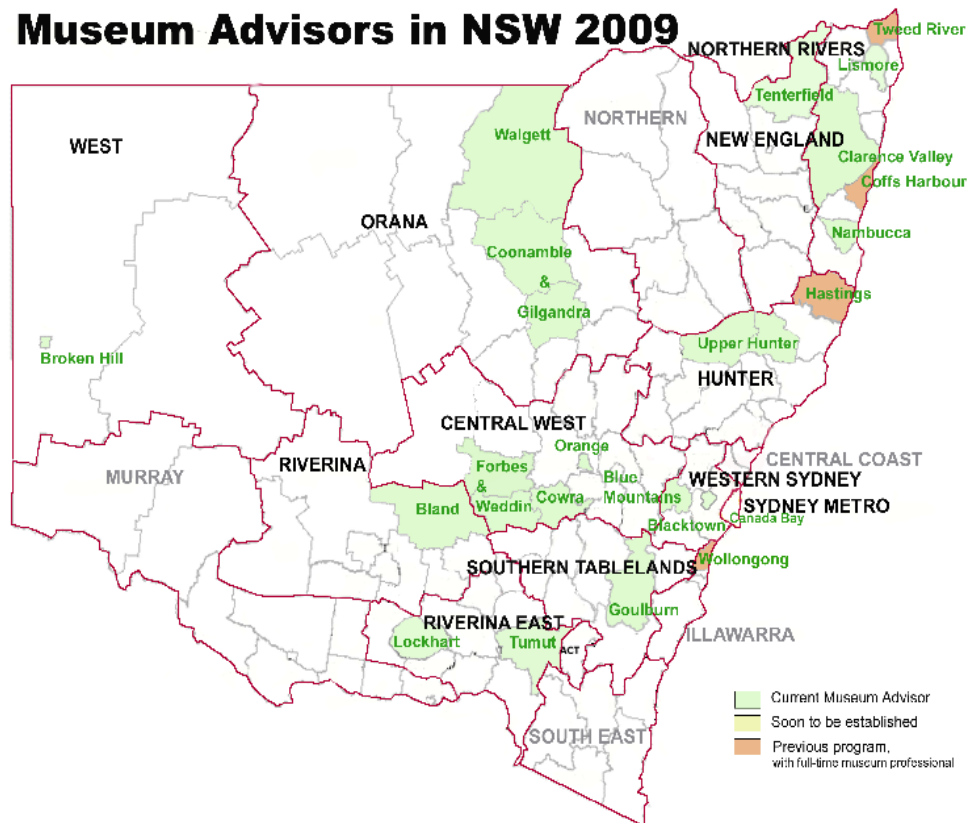 Museum Advisors in NSW 2009
Tweed River
NORTHERN RIVERS
Lismore
Tenterfield
Walgett
NORTHERN
NEW ENGLAND
WEST
Clarence Valley
Coffs Harbour
ORANA
Nambucca
Coonamble
&
Gilgandra
Hastings
Broken Hill
Upper Hunter
HUNTER
CENTRAL WEST
Orange
CENTRAL COAST
MURRAY
RIVERINA
Forbes
&
Weddin
Cowra
Blue
Mountains
WESTERN SYDNEY
SYDNEY METRO
Bland
Blacktown
Canada Bay
Wollongong
SOUTHERN TABLELANDS
Goulburn
RIVERINA EAST
ILLAWARRA
Lockhart
Tumut
ACT
SOUTH EAST
Current Museum Advisor
Soon to be established
Previous program,
with full-time museum professional